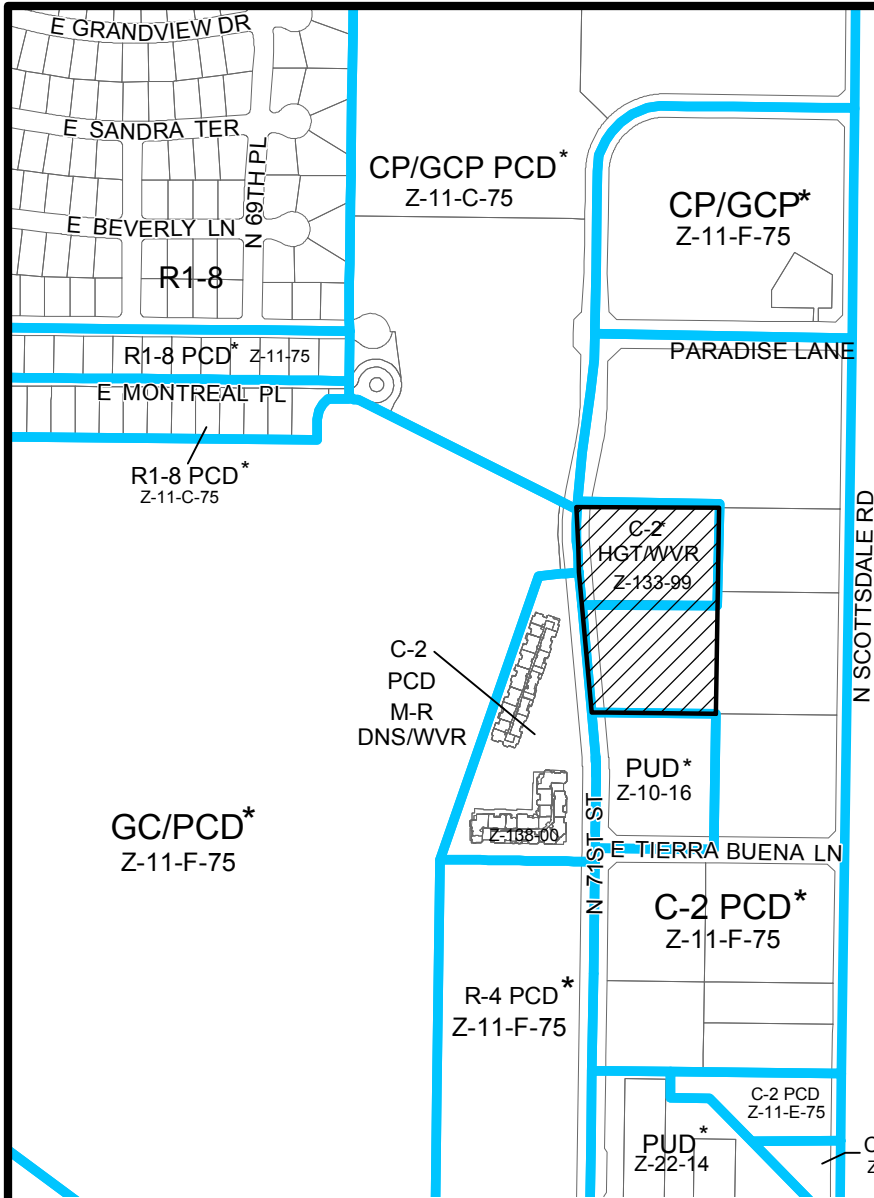 E GRANDVIEW DR
E SANDRA TER
N 69TH PL
E BEVERLY LN
R1-8
CP/GCP PCD*
Z-11-C-75
CP/GCP*
Z-11-F-75
R1-8 PCD* Z-11-75
PARADISE LANE
E MONTREAL PL
R1-8 PCD*
Z-11-C-75
N SCOTTSDALE RD
C-2*
HGT/WVR
Z-133-99
C-2
PCD
M-R
DNS/WVR
PUD*
Z-10-16
GC/PCD*
Z-11-F-75
Z-138-00
N 71ST ST
E TIERRA BUENA LN
C-2 PCD*
Z-11-F-75
R-4 PCD*
Z-11-F-75
C-2 PCD
Z-11-E-75
PUD*
Z-22-14